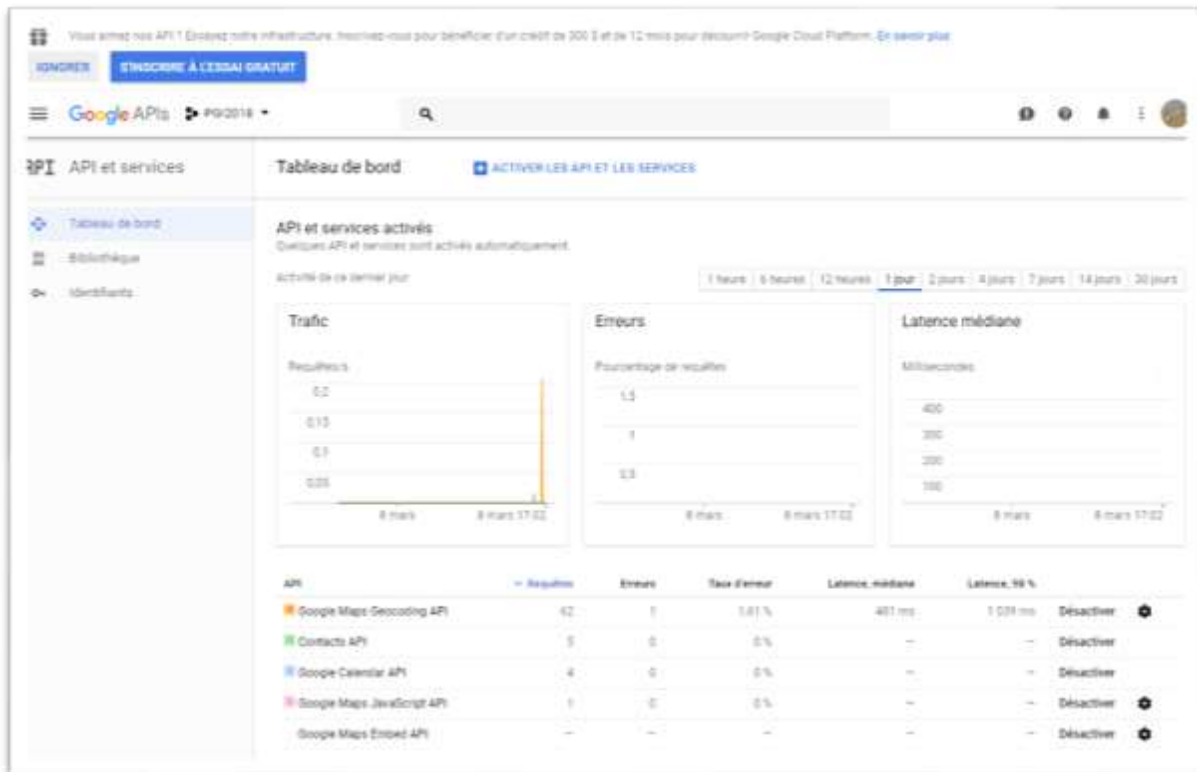 Vous aimez nos API ? Essayez notre infrastructure. Inscrivez-vous pour bénéficier d'un crédit de 300 $ et de 12 mois pour découvrir Google Cloud Platform. En savoir plus
IGNORER S'INSCRIRE À L'ESSAI GRATUIT
Google APIs PGI2018
API et services
Tableau de bord
ACTIVER LES API ET LES SERVICES
Tableau de bord
Bibliothèque
Identifiants
API et services activés
Quelques API et services sont activés automatiquement
Activité de ce dernier jour
1 heure 6 heures 12 heures 1 jour 2 jours 4 jours 7 jours 14 jours 30 jours
Trafic
Requêtes/s
0,2
0,15
0,1
0,05
8 mars 8 mars 17:02
Erreurs
Pourcentage de requêtes
1,5
1
0,5
8 mars 8 mars 17:02
Latence médiane
Millisecondes
400
300
200
100
8 mars 8 mars 17:02
API Requêtes Erreurs Taux d'erreur Latence, médiane Latence, 98 %
Google Maps Geocoding API 62 1 1,61 % 461 ms 1 039 ms Désactiver
Contacts API 5 0 0 % — — Désactiver
Google Calendar API 4 0 0 % — — Désactiver
Google Maps JavaScript API 1 0 0 % — — Désactiver
Google Maps Embed API — — — — — Désactiver